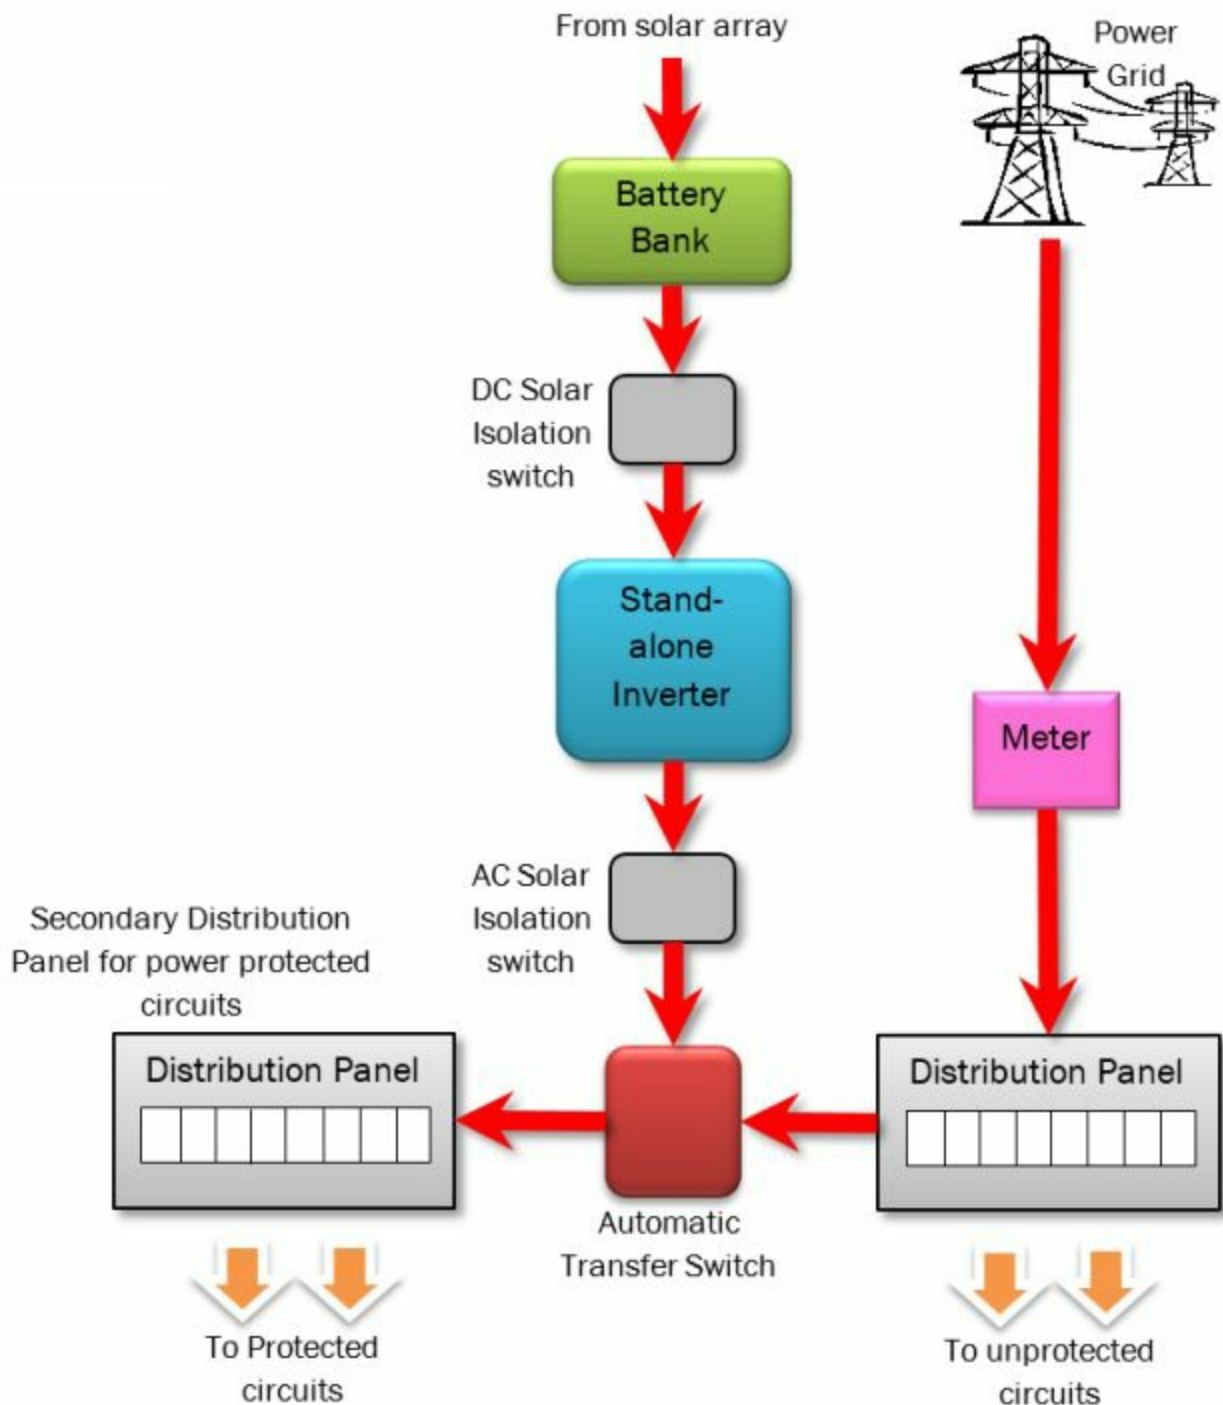 From solar array
Power
Grid
Battery
Bank
DC Solar
Isolation
switch
Stand-
alone
Inverter
Meter
AC Solar
Isolation
switch
Secondary Distribution
Panel for power protected
circuits
Distribution Panel
Distribution Panel
Automatic
Transfer Switch
To Protected
circuits
To unprotected
circuits